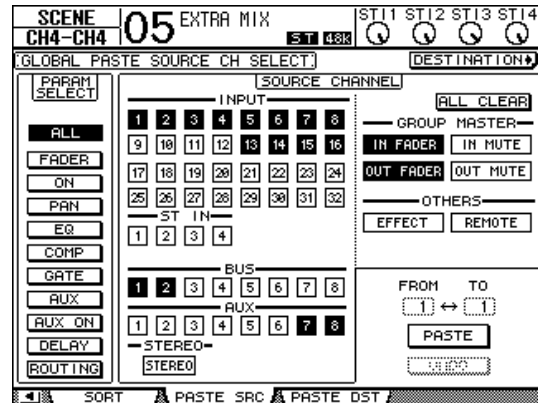 SCENE
CH4-CH4
05 EXTRA MIX
ST 48k
STI1 STI2 STI3 STI4
GLOBAL PASTE SOURCE CH SELECT
DESTINATION
PARAM SELECT
ALL
FADER
ON
PAN
EQ
COMP
GATE
AUX
AUX ON
DELAY
ROUTING
SOURCE CHANNEL
INPUT
1 2 3 4 5 6 7 8
9 10 11 12 13 14 15 16
17 18 19 20 21 22 23 24
25 26 27 28 29 30 31 32
ST IN
1 2 3 4
BUS
1 2 3 4 5 6 7 8
AUX
1 2 3 4 5 6 7 8
STEREO
STEREO
ALL CLEAR
GROUP MASTER
IN FADER IN MUTE
OUT FADER OUT MUTE
OTHERS
EFFECT REMOTE
FROM TO
1 ↔ 1
PASTE
UNDO
SORT PASTE SRC PASTE DST